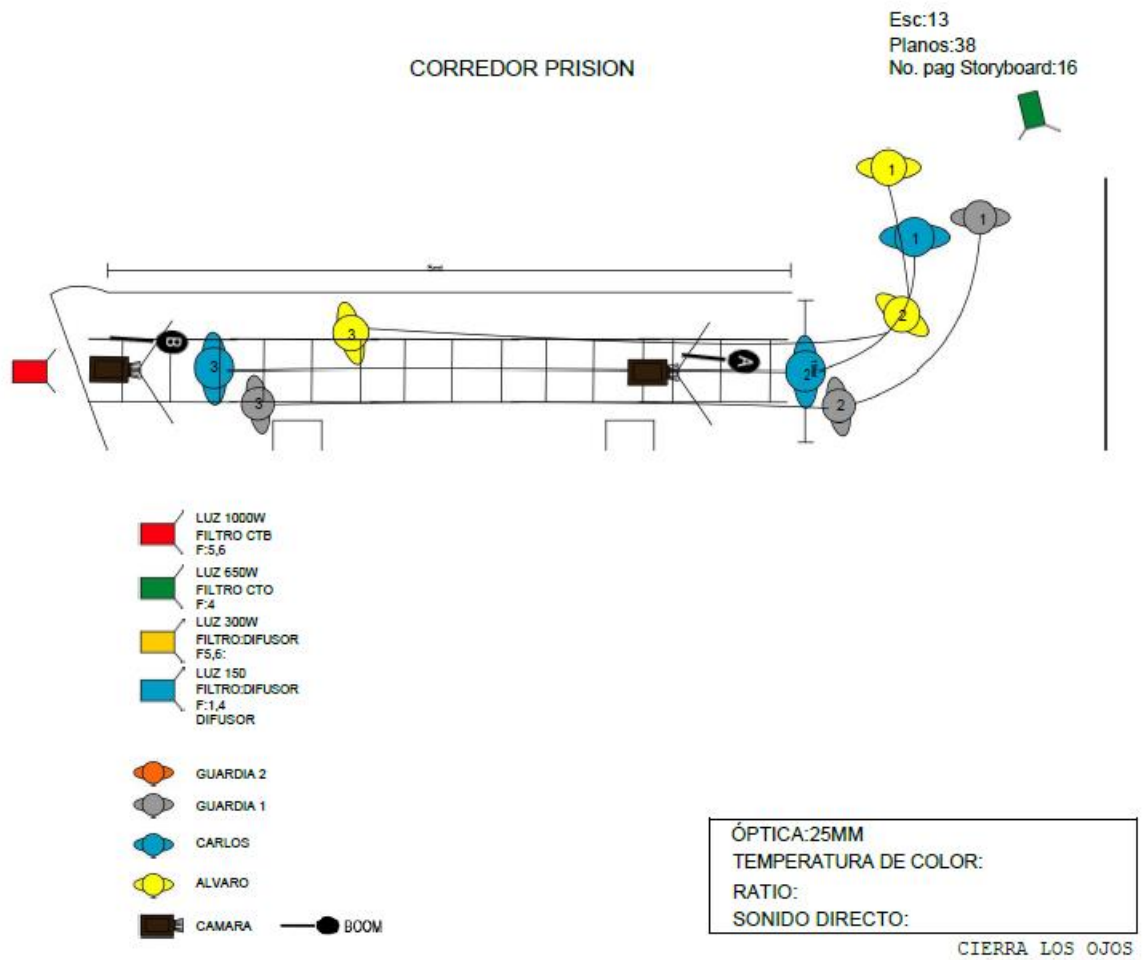 Esc:13
Planos:38
No. pag Storyboard:16
CORREDOR PRISION
1
1
1
2
3
B
A
3
2
3
2
LUZ 1000W
FILTRO CTB
F:5,6
LUZ 650W
FILTRO CTO
F:4
LUZ 300W
FILTRO:DIFUSOR
F5,6:
LUZ 150
FILTRO:DIFUSOR
F:1,4
DIFUSOR
GUARDIA 2
GUARDIA 1
CARLOS
ALVARO
CAMARA
BOOM
ÓPTICA:25MM
TEMPERATURA DE COLOR:
RATIO:
SONIDO DIRECTO:
CIERRA LOS OJOS